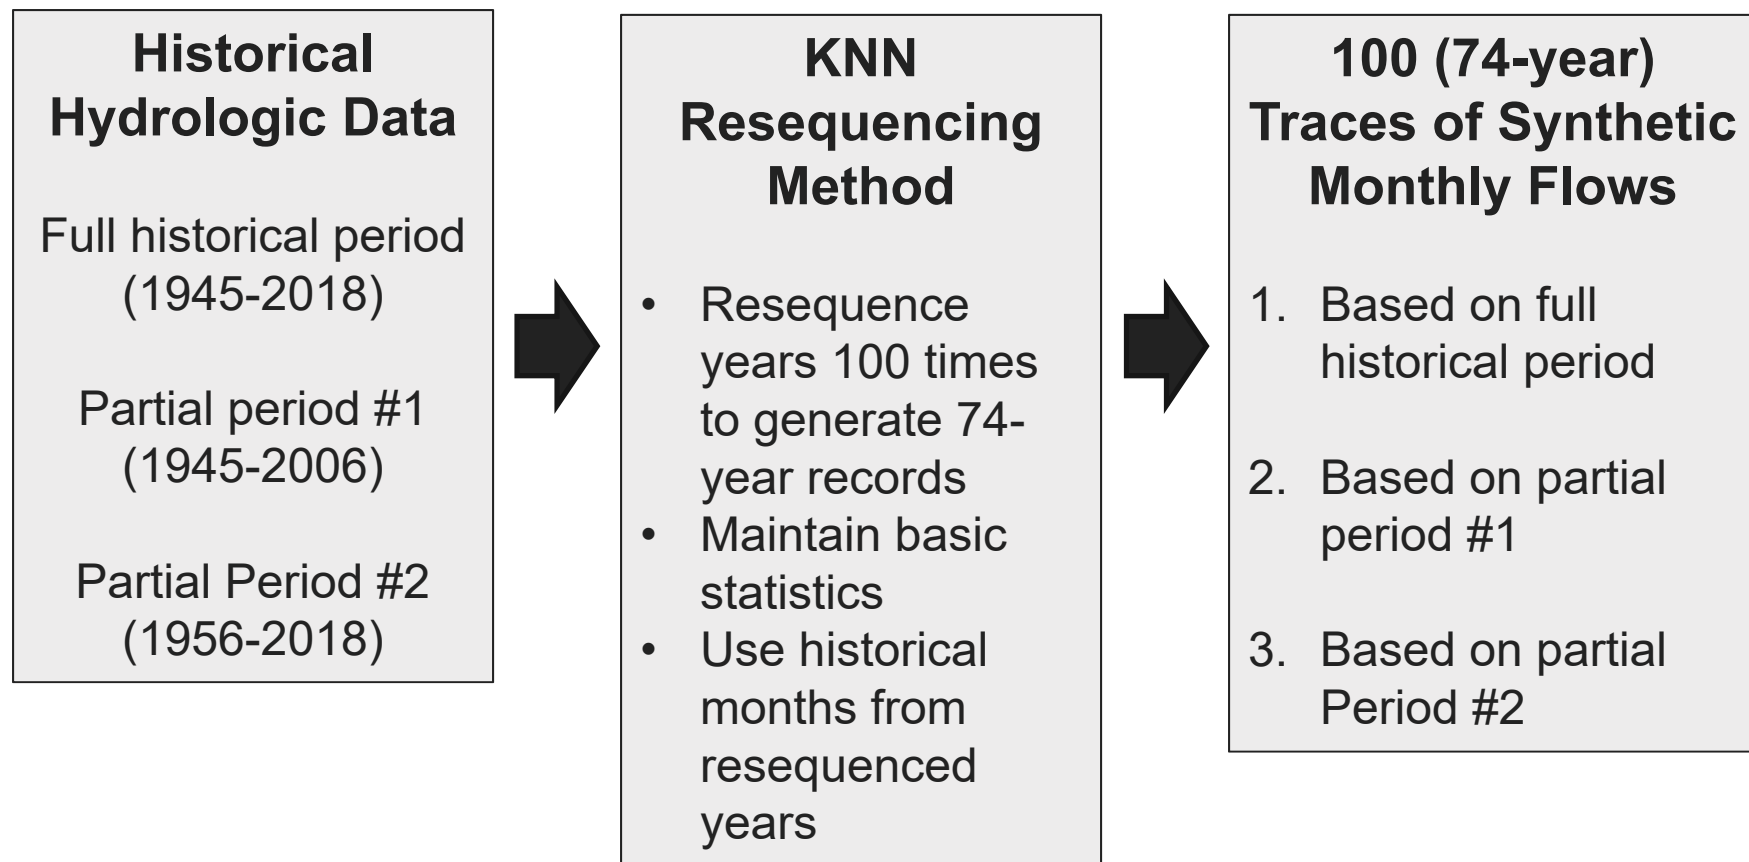 Historical
Hydrologic Data
Full historical period
(1945-2018)
Partial period #1
(1945-2006)
Partial Period #2
(1956-2018)
KNN
Resequencing
Method
• Resequence
years 100 times
to generate 74-
year records
• Maintain basic
statistics
• Use historical
months from
resequenced
years
100 (74-year)
Traces of Synthetic
Monthly Flows
1. Based on full
historical period
2. Based on partial
period #1
3. Based on partial
Period #2